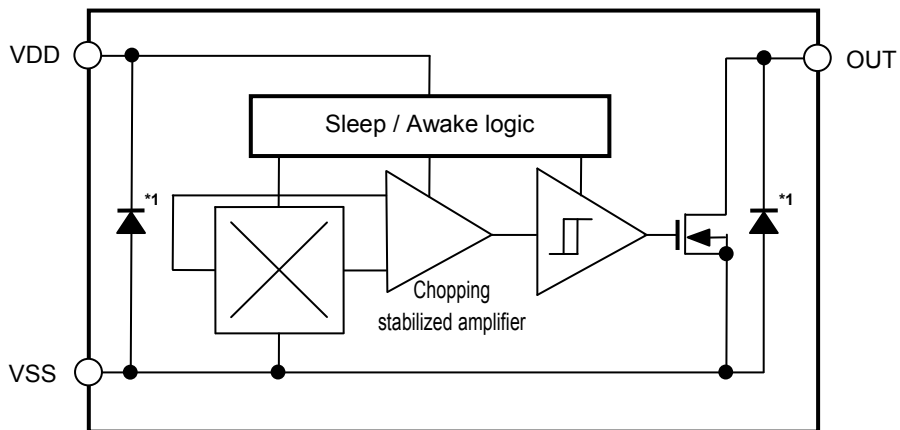 VDD
OUT
Sleep / Awake logic
*1
*1
Chopping
stabilized amplifier
VSS